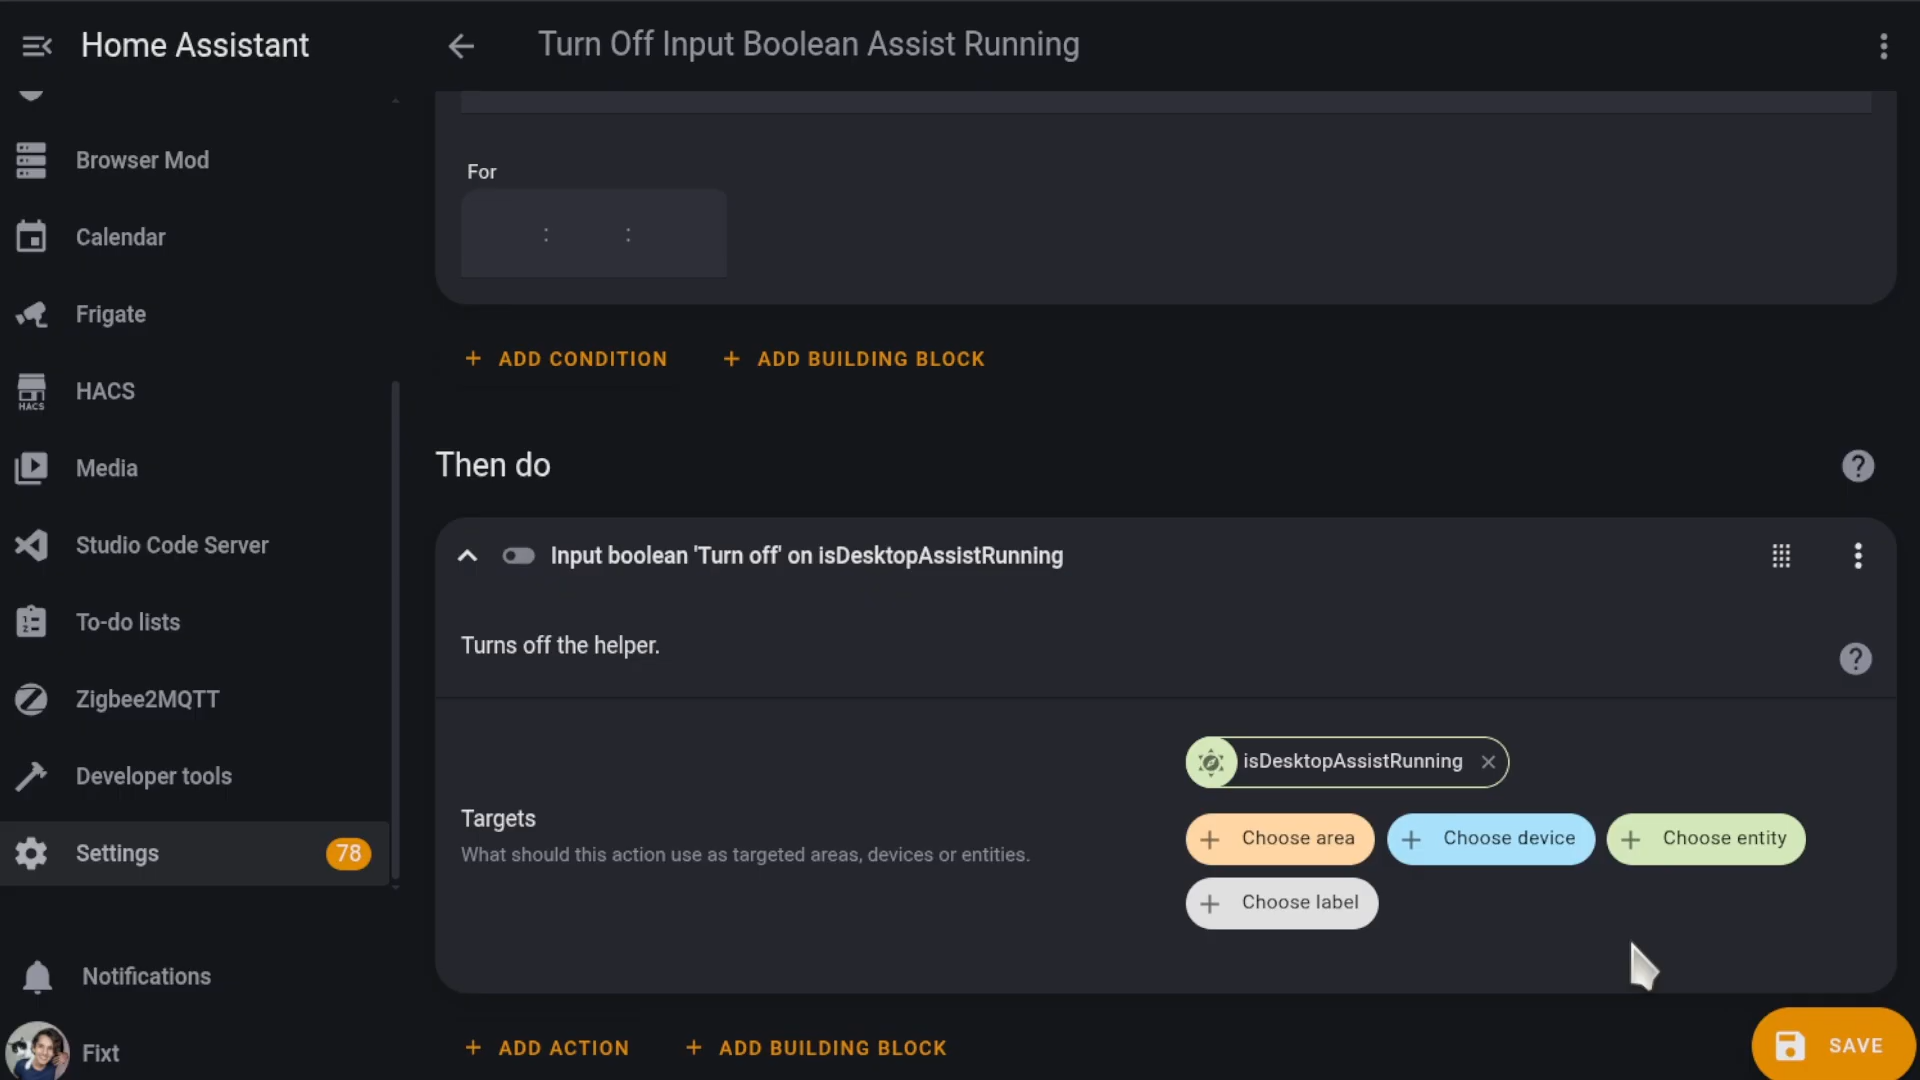 Home Assistant
Turn Off Input Boolean Assist Running
Browser Mod
Calendar
Frigate
HACS
HACS
Media
Studio Code Server
To-do lists
Zigbee2MQTT
Developer tools
Settings
78
Notifications
Fixt
For
: :
+ ADD CONDITION
+ ADD BUILDING BLOCK
Then do
Input boolean 'Turn off' on isDesktopAssistRunning
Turns off the helper.
Targets
What should this action use as targeted areas, devices or entities.
isDesktopAssistRunning
+ Choose area
+ Choose device
+ Choose entity
+ Choose label
+ ADD ACTION
+ ADD BUILDING BLOCK
SAVE